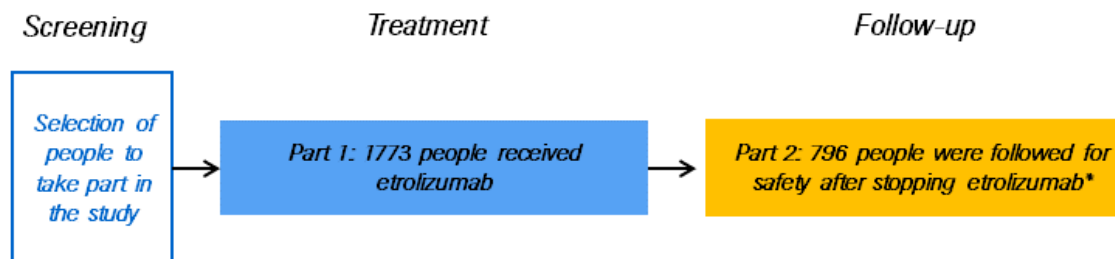 Screening
Treatment
Follow-up
Selection of
people to
take part in
the study
Part 1: 1773 people received
etrolizumab
Part 2: 796 people were followed for
safety after stopping etrolizumab*